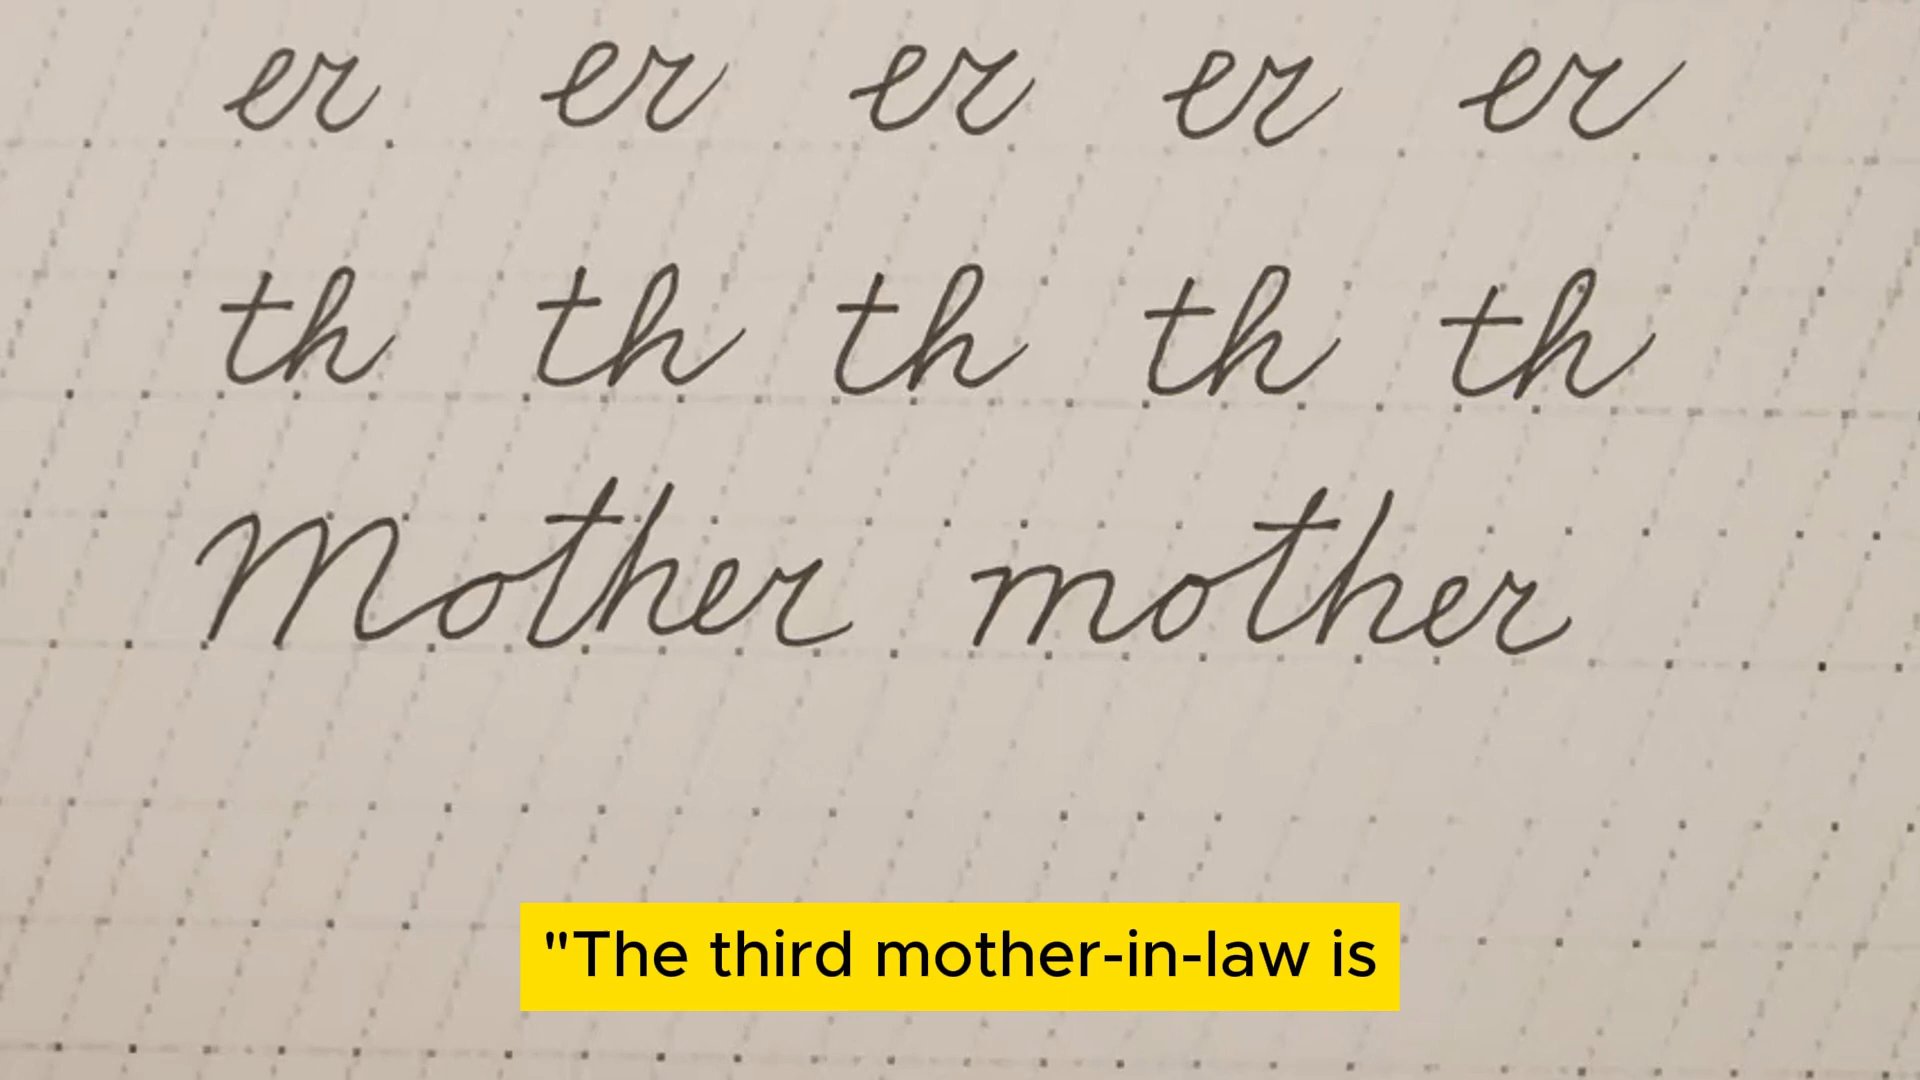 er er er er er
th th th th th
Mother mother
"The third mother-in-law is